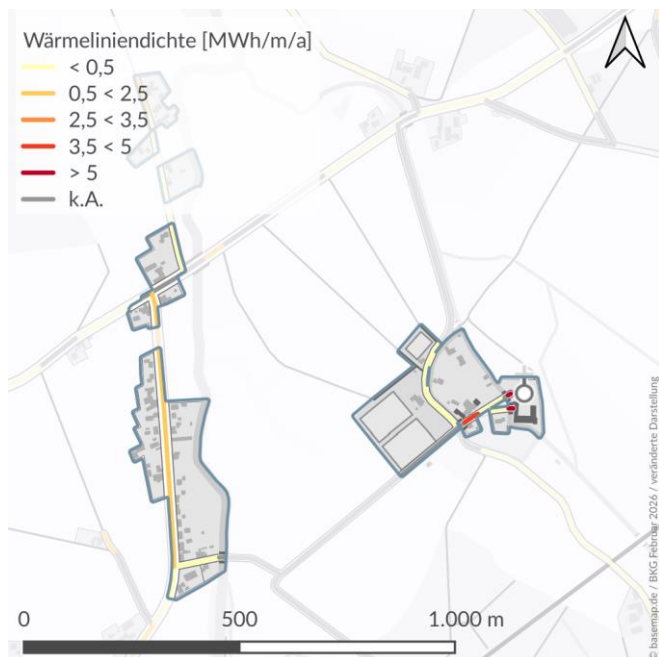 Wärmeliniendichte [MWh/m/a]
< 0,5
0,5 < 2,5
2,5 < 3,5
3,5 < 5
> 5
k.A.
0 500 1.000 m
© basemap.de / BKG Februar 2026 / veränderte Darstellung